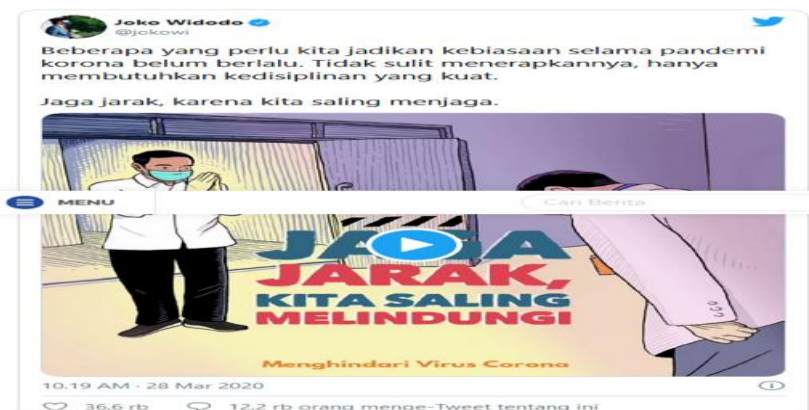 Joko Widodo
@jokowi
Beberapa yang perlu kita jadikan kebiasaan selama pandemi
korona belum berlalu. Tidak sulit menerapkannya, hanya
membutuhkan kedisiplinan yang kuat.
Jaga jarak, karena kita saling menjaga.
MENU
Cari Berita
JAGA
JARAK,
KITA SALING
MELINDUNGI
Menghindari Virus Corona
10.19 AM · 28 Mar 2020
36,6 rb 12,2 rb orang menge-Tweet tentang ini